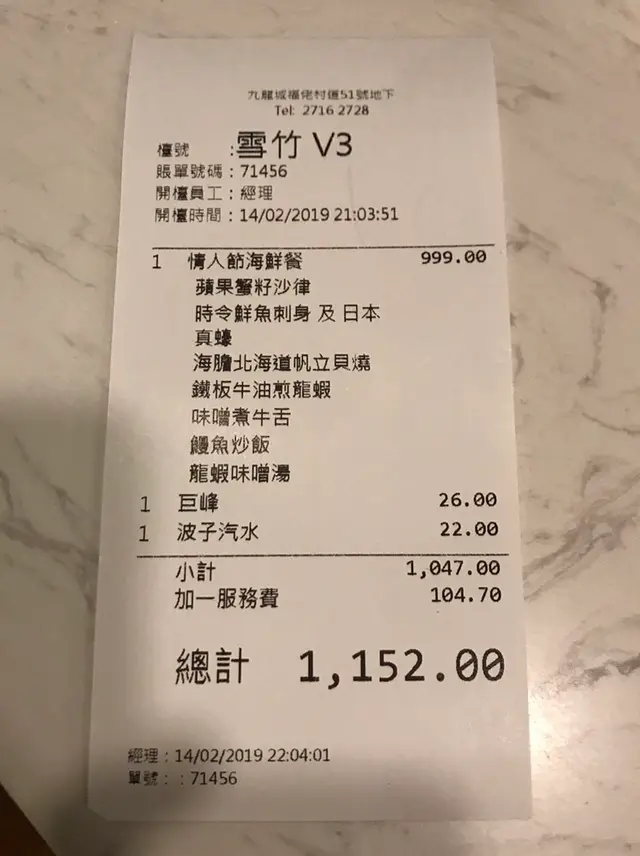 九龍城福佬村道51號地下
Tel: 2716 2728
檯號 :雪竹 V3
賬單號碼 : 71456
開檯員工 : 經理
開檯時間 : 14/02/2019 21:03:51
1 情人節海鮮餐 999.00
蘋果蟹籽沙律
時令鮮魚刺身 及 日本
真蠔
海膽北海道帆立貝燒
鐵板牛油煎龍蝦
味噌煮牛舌
鰻魚炒飯
龍蝦味噌湯
1 巨峰 26.00
1 波子汽水 22.00
小計 1,047.00
加一服務費 104.70
總計 1,152.00
經理 : 14/02/2019 22:04:01
單號 : : 71456